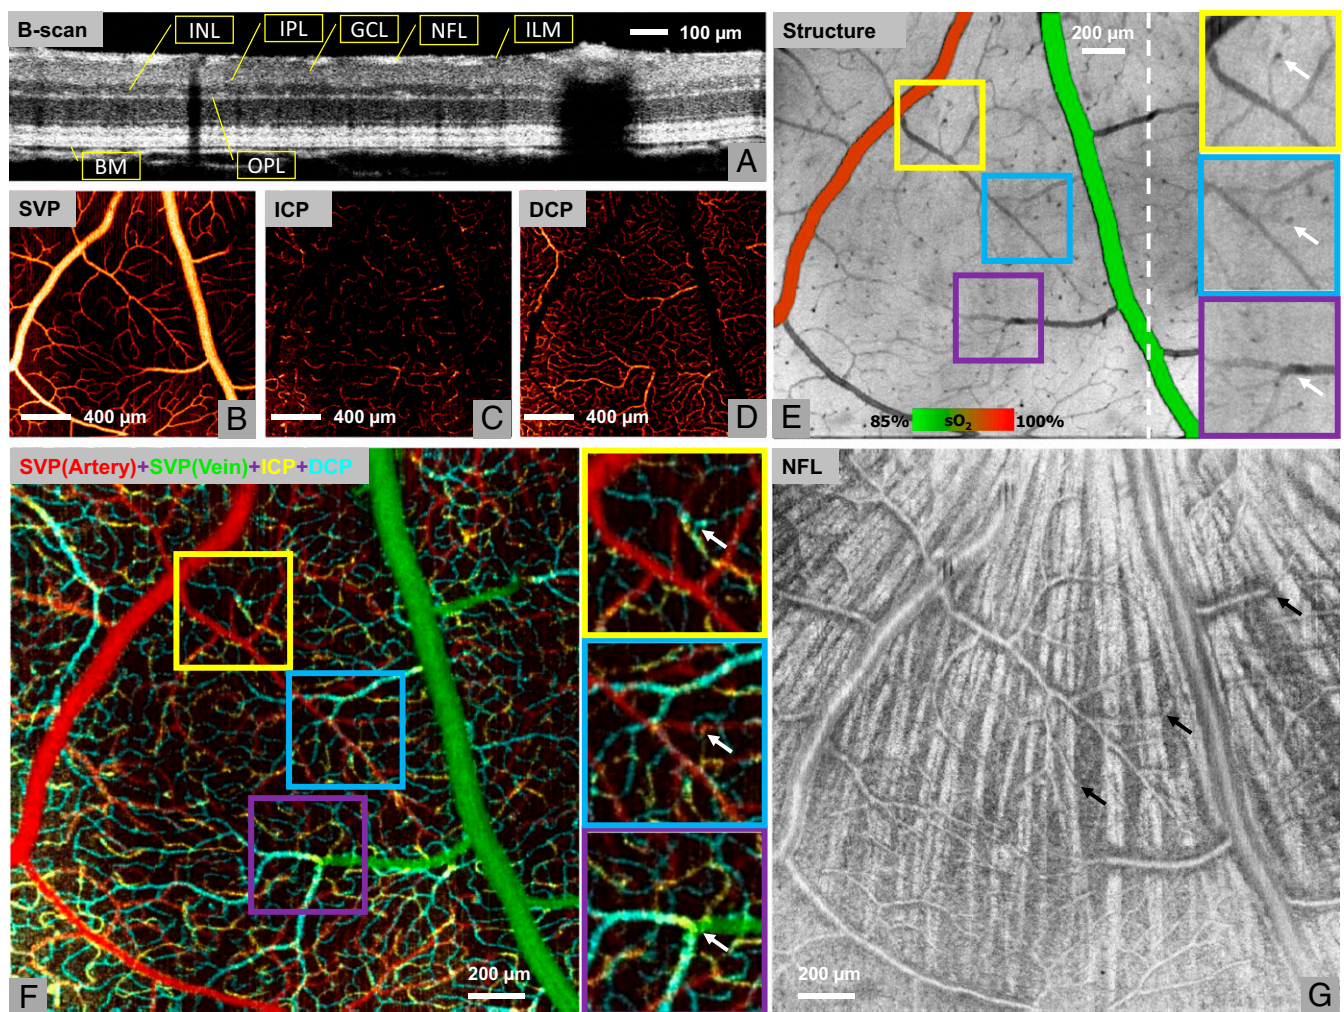 B-scan
INL
IPL
GCL
NFL
ILM
100 µm
BM
OPL
A
Structure
200 µm
85%
sO2
100%
E
SVP
400 µm
B
ICP
400 µm
C
DCP
400 µm
D
SVP(Artery)+SVP(Vein)+ICP+DCP
200 µm
F
NFL
200 µm
G